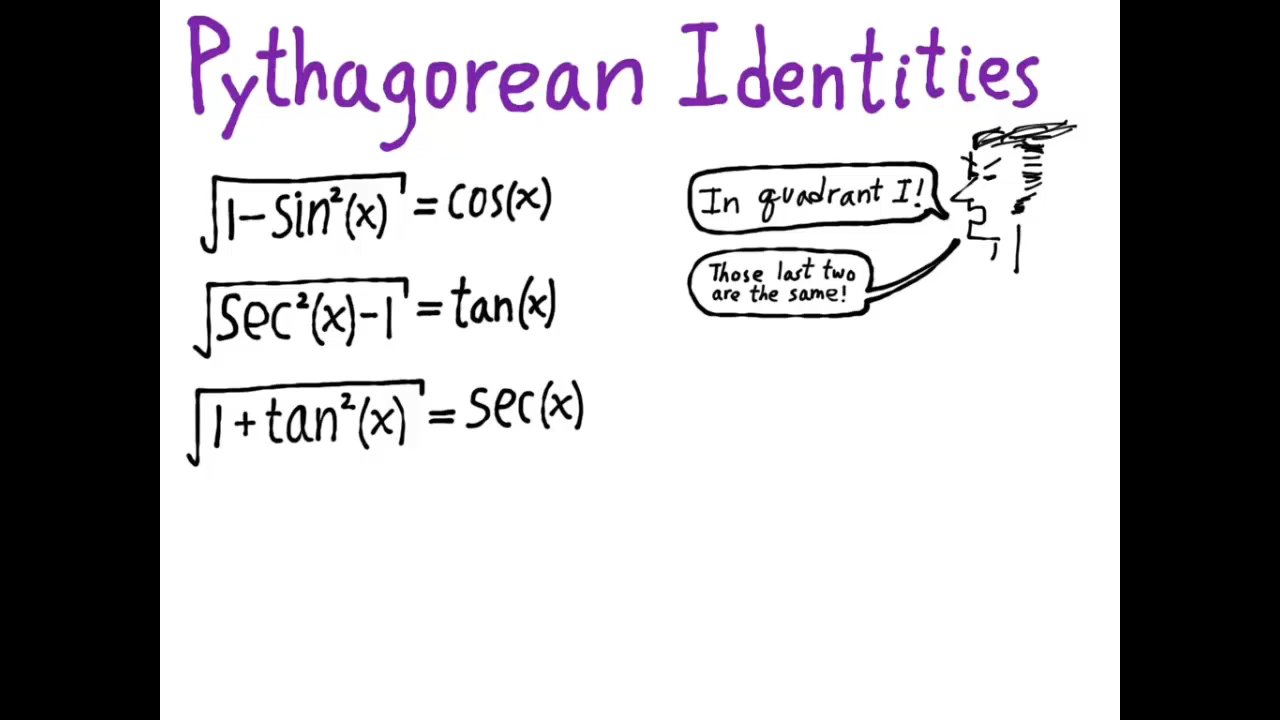 Pythagorean Identities
√(1-Sin²(x)) = cos(x)
In quadrant I!
Those last two
are the same!
√(Sec²(x)-1) = tan(x)
√(1+tan²(x)) = sec(x)